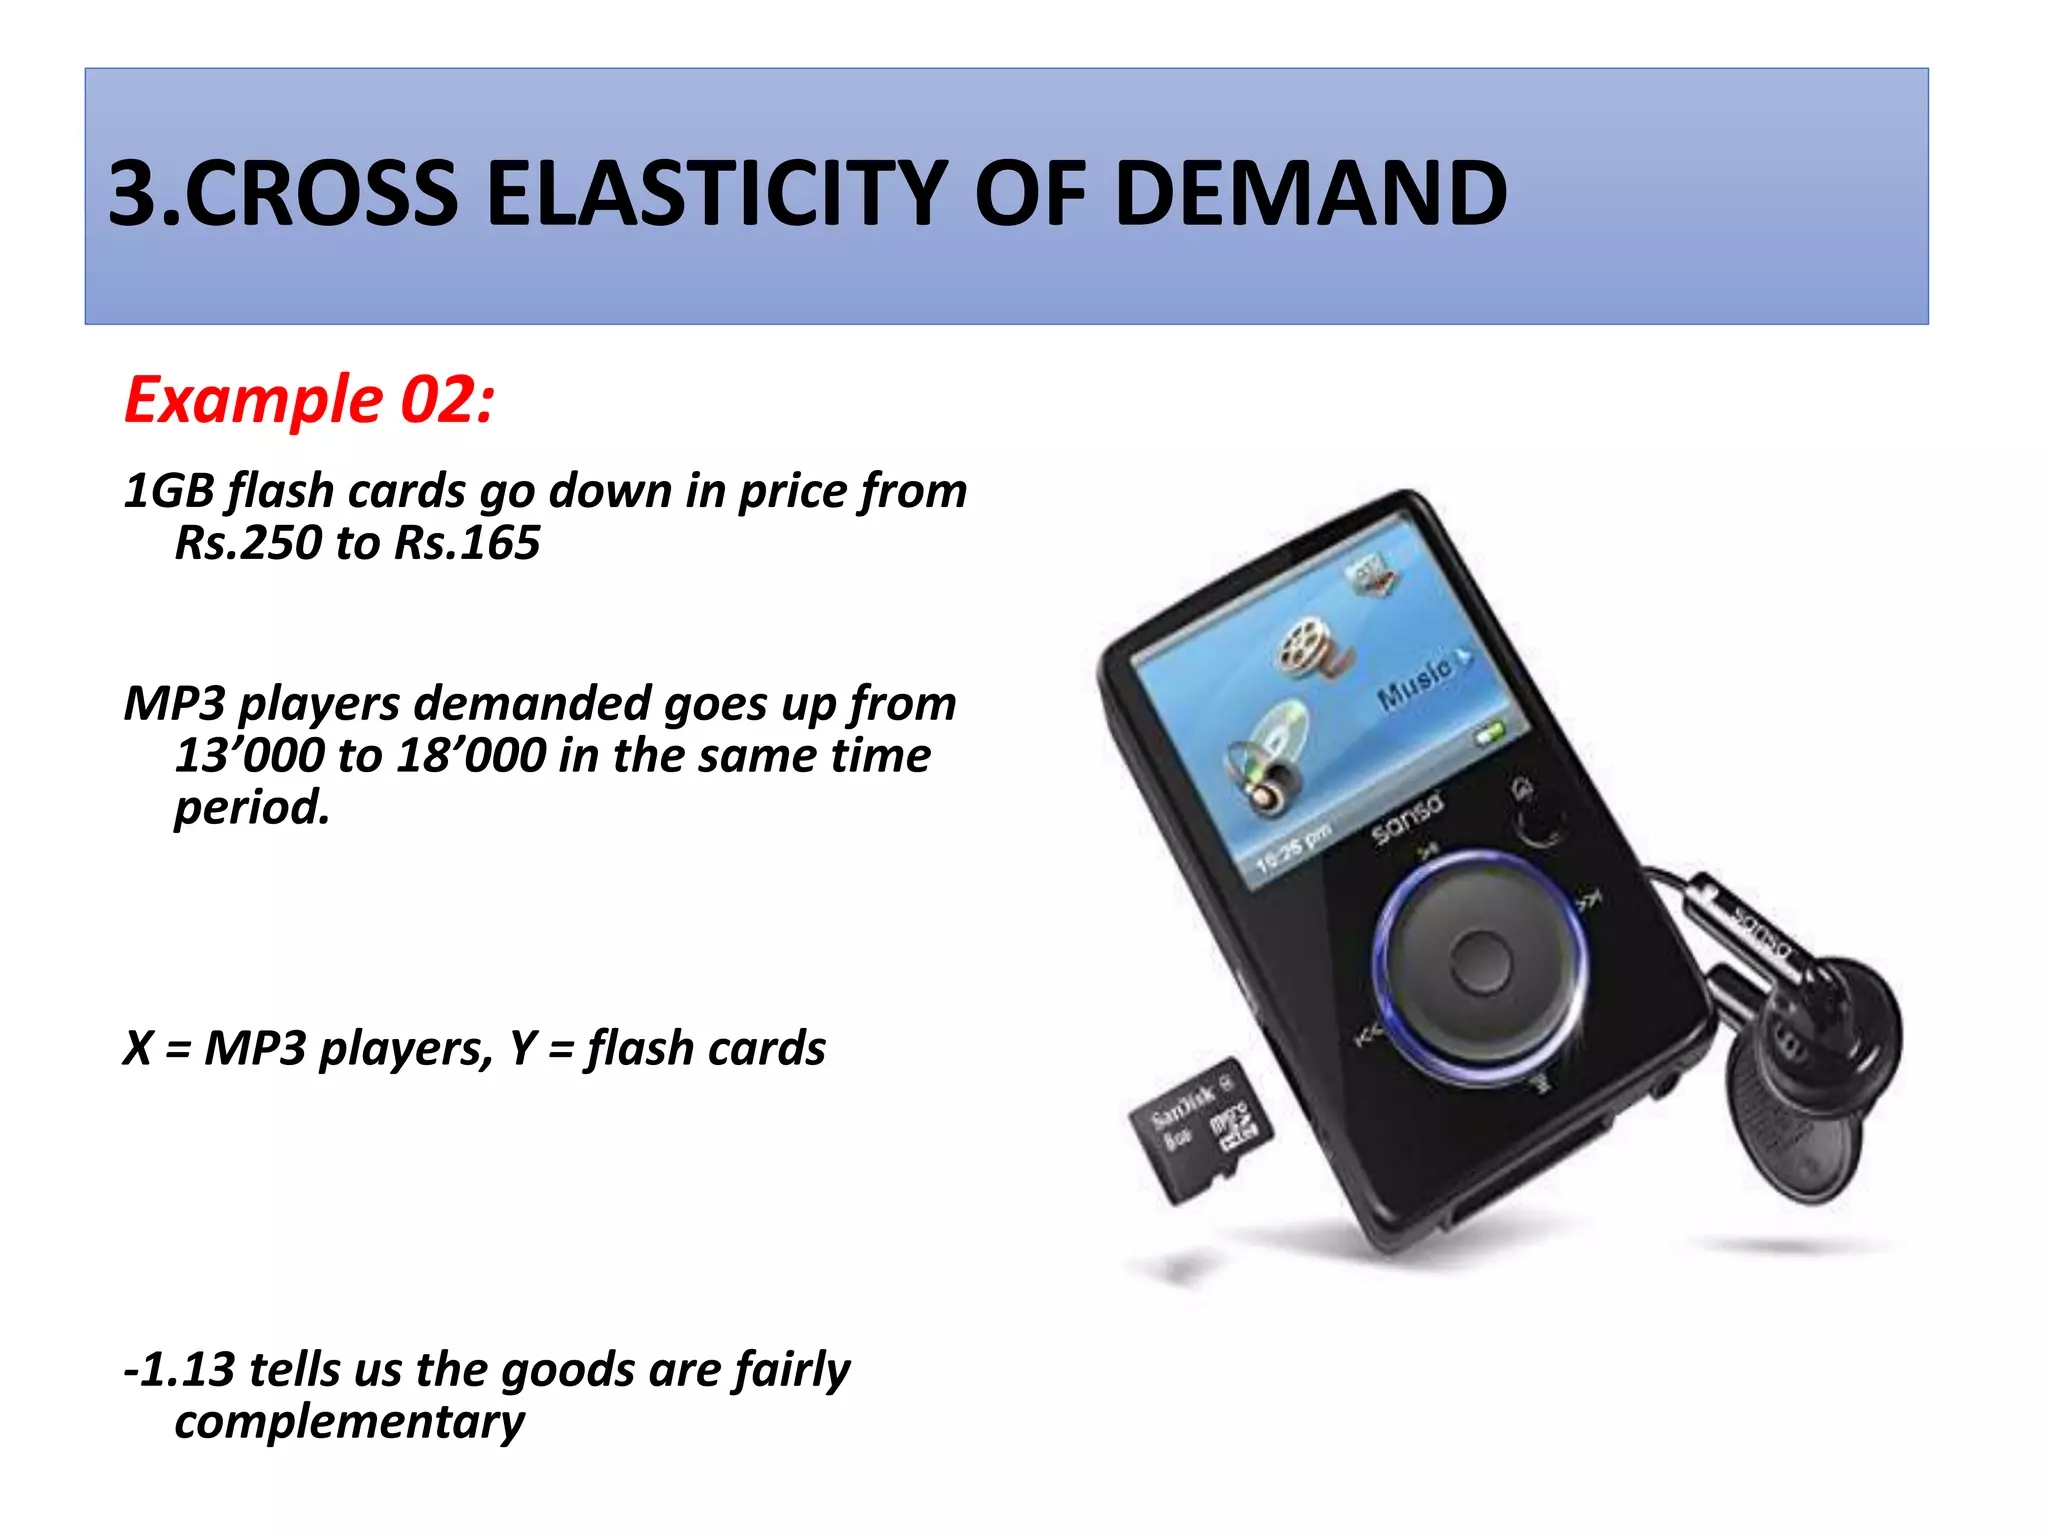 3.CROSS ELASTICITY OF DEMAND
Example 02:
1GB flash cards go down in price from
Rs.250 to Rs.165
MP3 players demanded goes up from
13’000 to 18’000 in the same time
period.
X = MP3 players, Y = flash cards
-1.13 tells us the goods are fairly
complementary
Music
sansa
sansa
SanDisk
micro